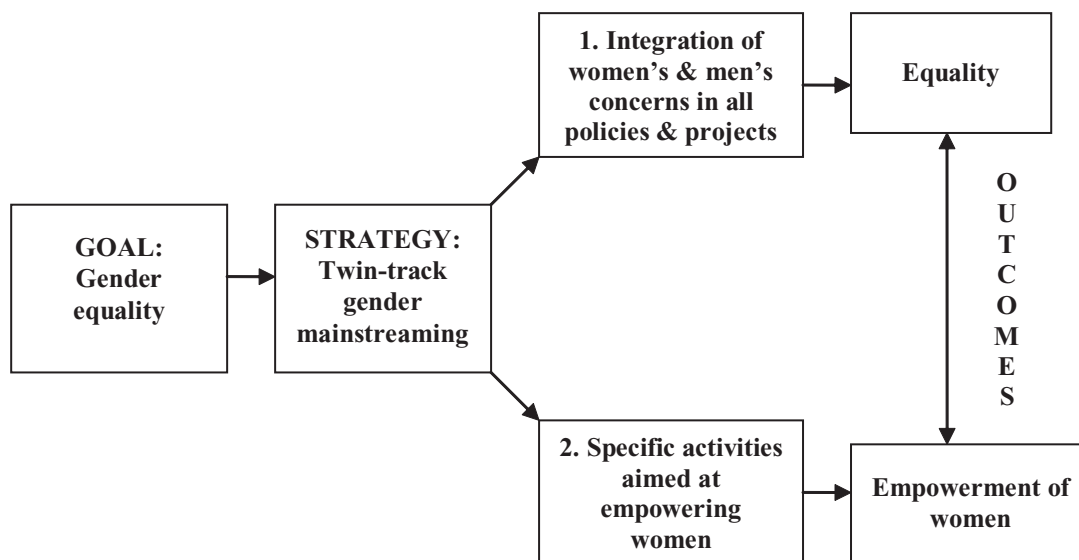 GOAL:
Gender
equality
STRATEGY:
Twin-track
gender
mainstreaming
1. Integration of
women’s & men’s
concerns in all
policies & projects
Equality
2. Specific activities
aimed at
empowering
women
Empowerment of
women
O
U
T
C
O
M
E
S